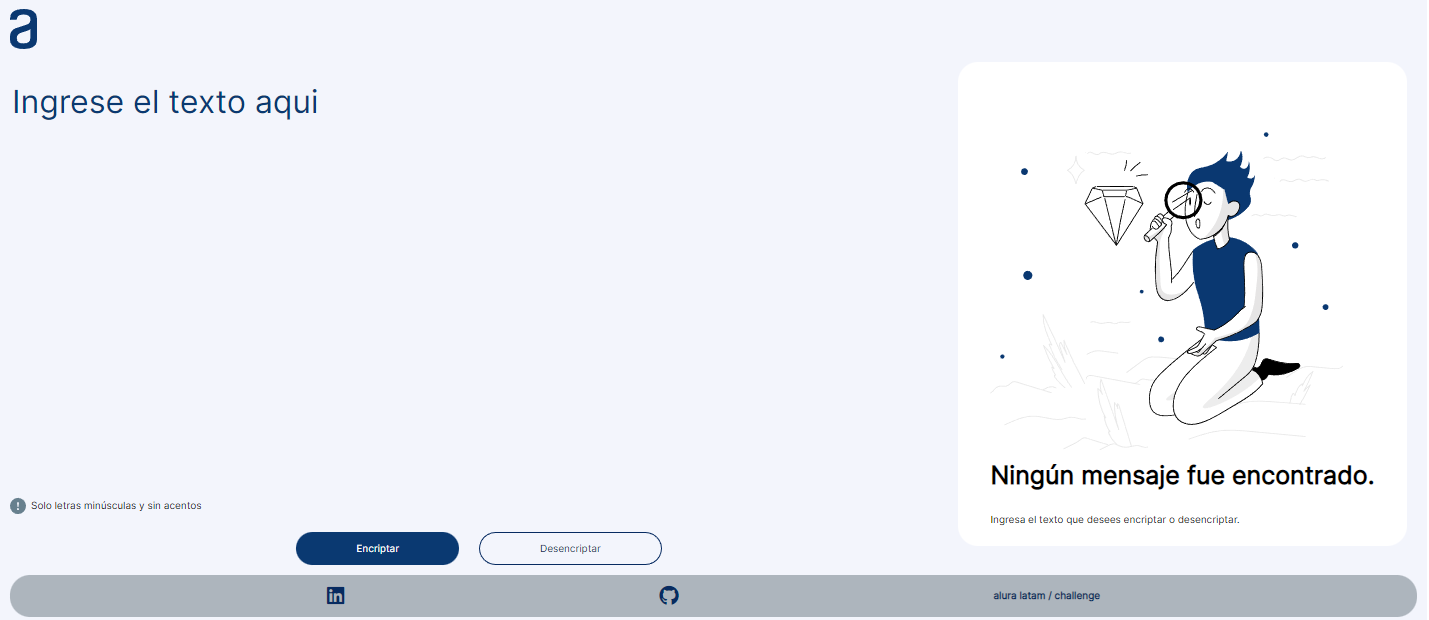 a
Ingrese el texto aqui
Solo letras minúsculas y sin acentos
Encriptar
Desencriptar
Ningún mensaje fue encontrado.
Ingresa el texto que desees encriptar o desencriptar.
in
alura latam / challenge